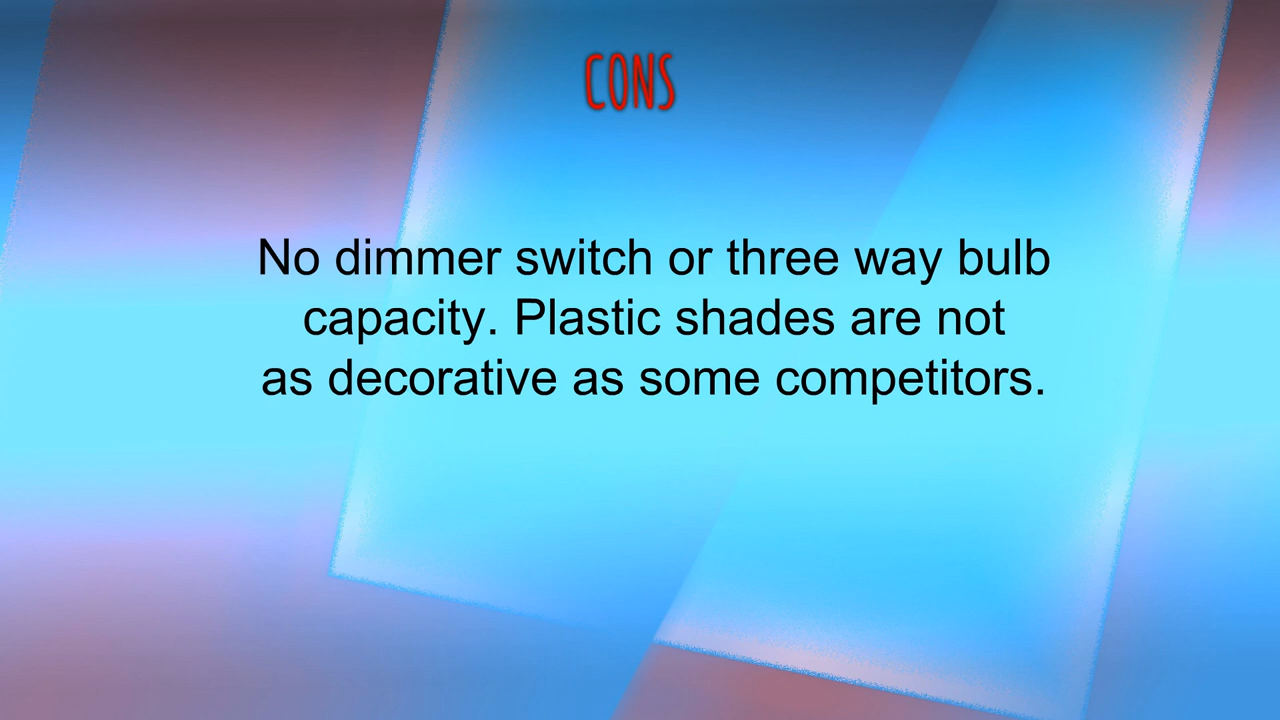 CONS
No dimmer switch or three way bulb
capacity. Plastic shades are not
as decorative as some competitors.